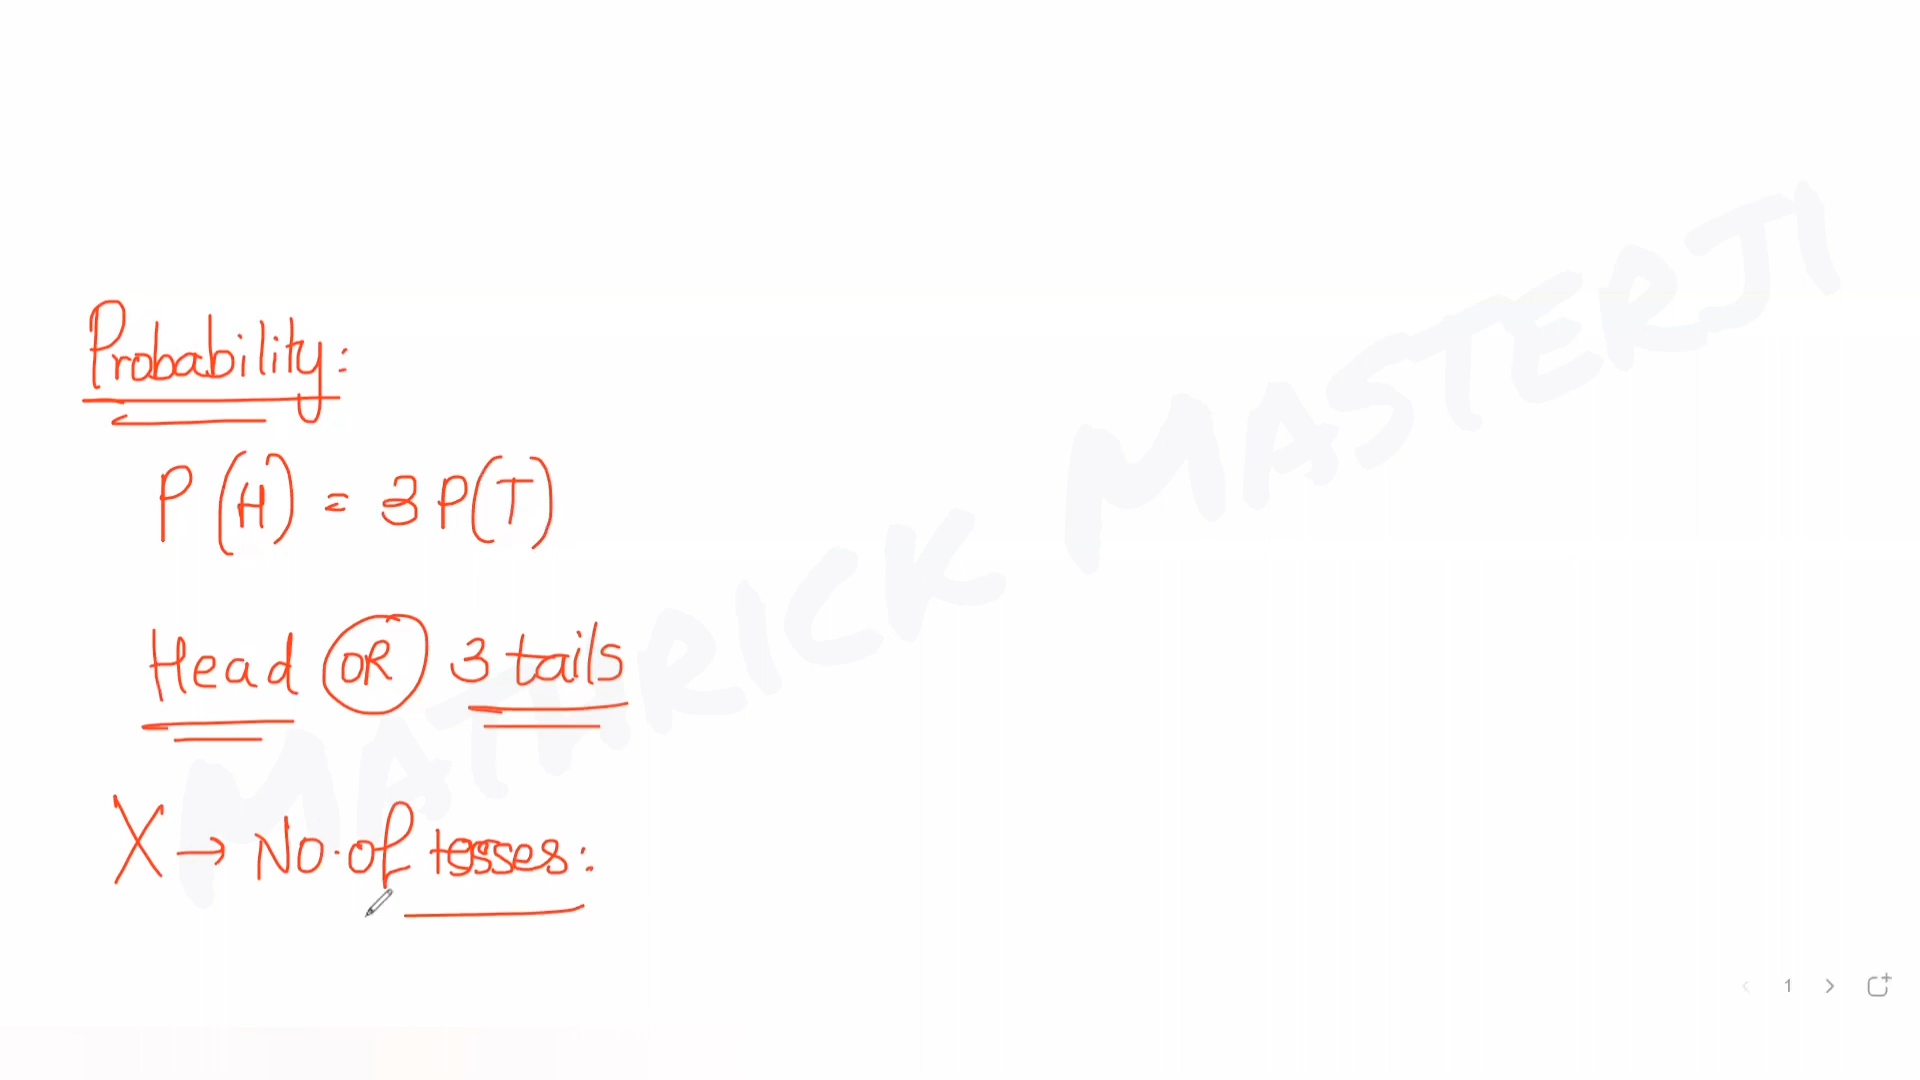 Probability:
P(H) = 3P(T)
Head OR 3 tails
X → No. of tosses:
MATHRICK MASTERJI
1